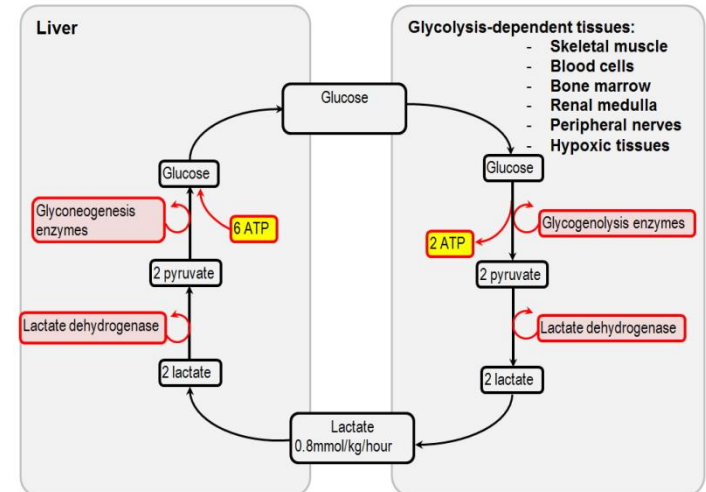 Liver
Glycolysis-dependent tissues:
- Skeletal muscle
- Blood cells
- Bone marrow
- Renal medulla
- Peripheral nerves
- Hypoxic tissues
Glucose
Glucose
Glyconeogenesis
enzymes
6 ATP
2 pyruvate
Lactate dehydrogenase
2 lactate
Glucose
2 ATP
Glycogenolysis enzymes
2 pyruvate
Lactate dehydrogenase
2 lactate
Lactate
0.8mmol/kg/hour